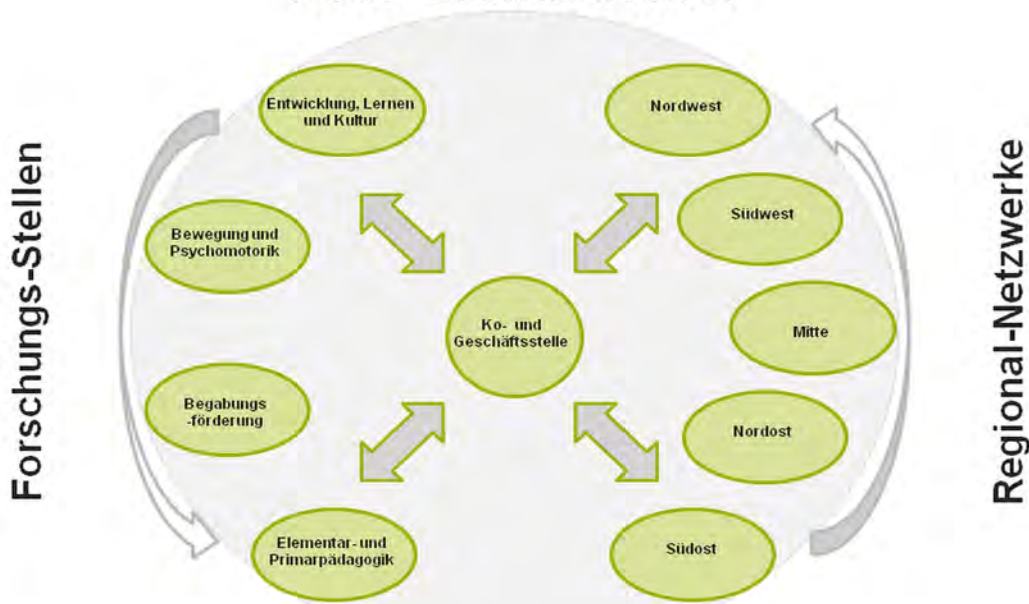 Forschungs-Stellen
Entwicklung, Lernen
und Kultur
Bewegung und
Psychomotorik
Begabungs
-förderung
Elementar- und
Primarpädagogik
Ko- und
Geschäftsstelle
Nordwest
Südwest
Mitte
Nordost
Südost
Regional-Netzwerke